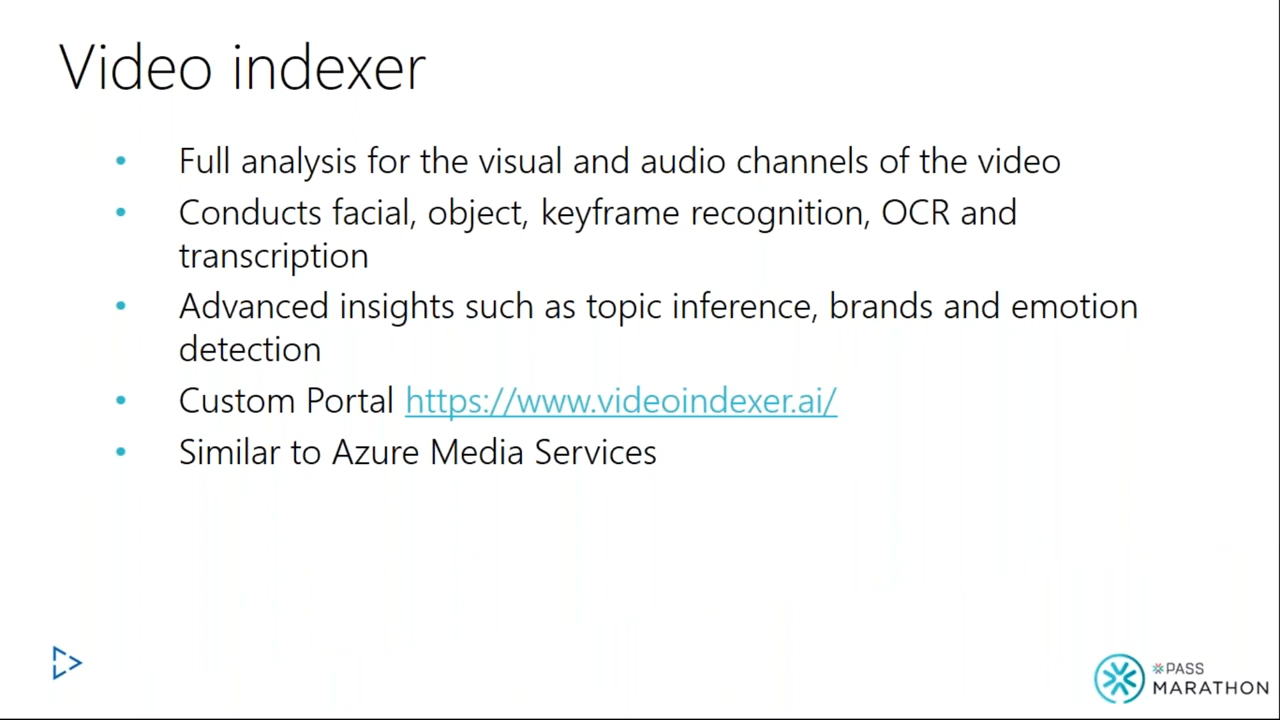 Video indexer
• Full analysis for the visual and audio channels of the video
• Conducts facial, object, keyframe recognition, OCR and
transcription
• Advanced insights such as topic inference, brands and emotion
detection
• Custom Portal https://www.videoindexer.ai/
• Similar to Azure Media Services
PASS
MARATHON